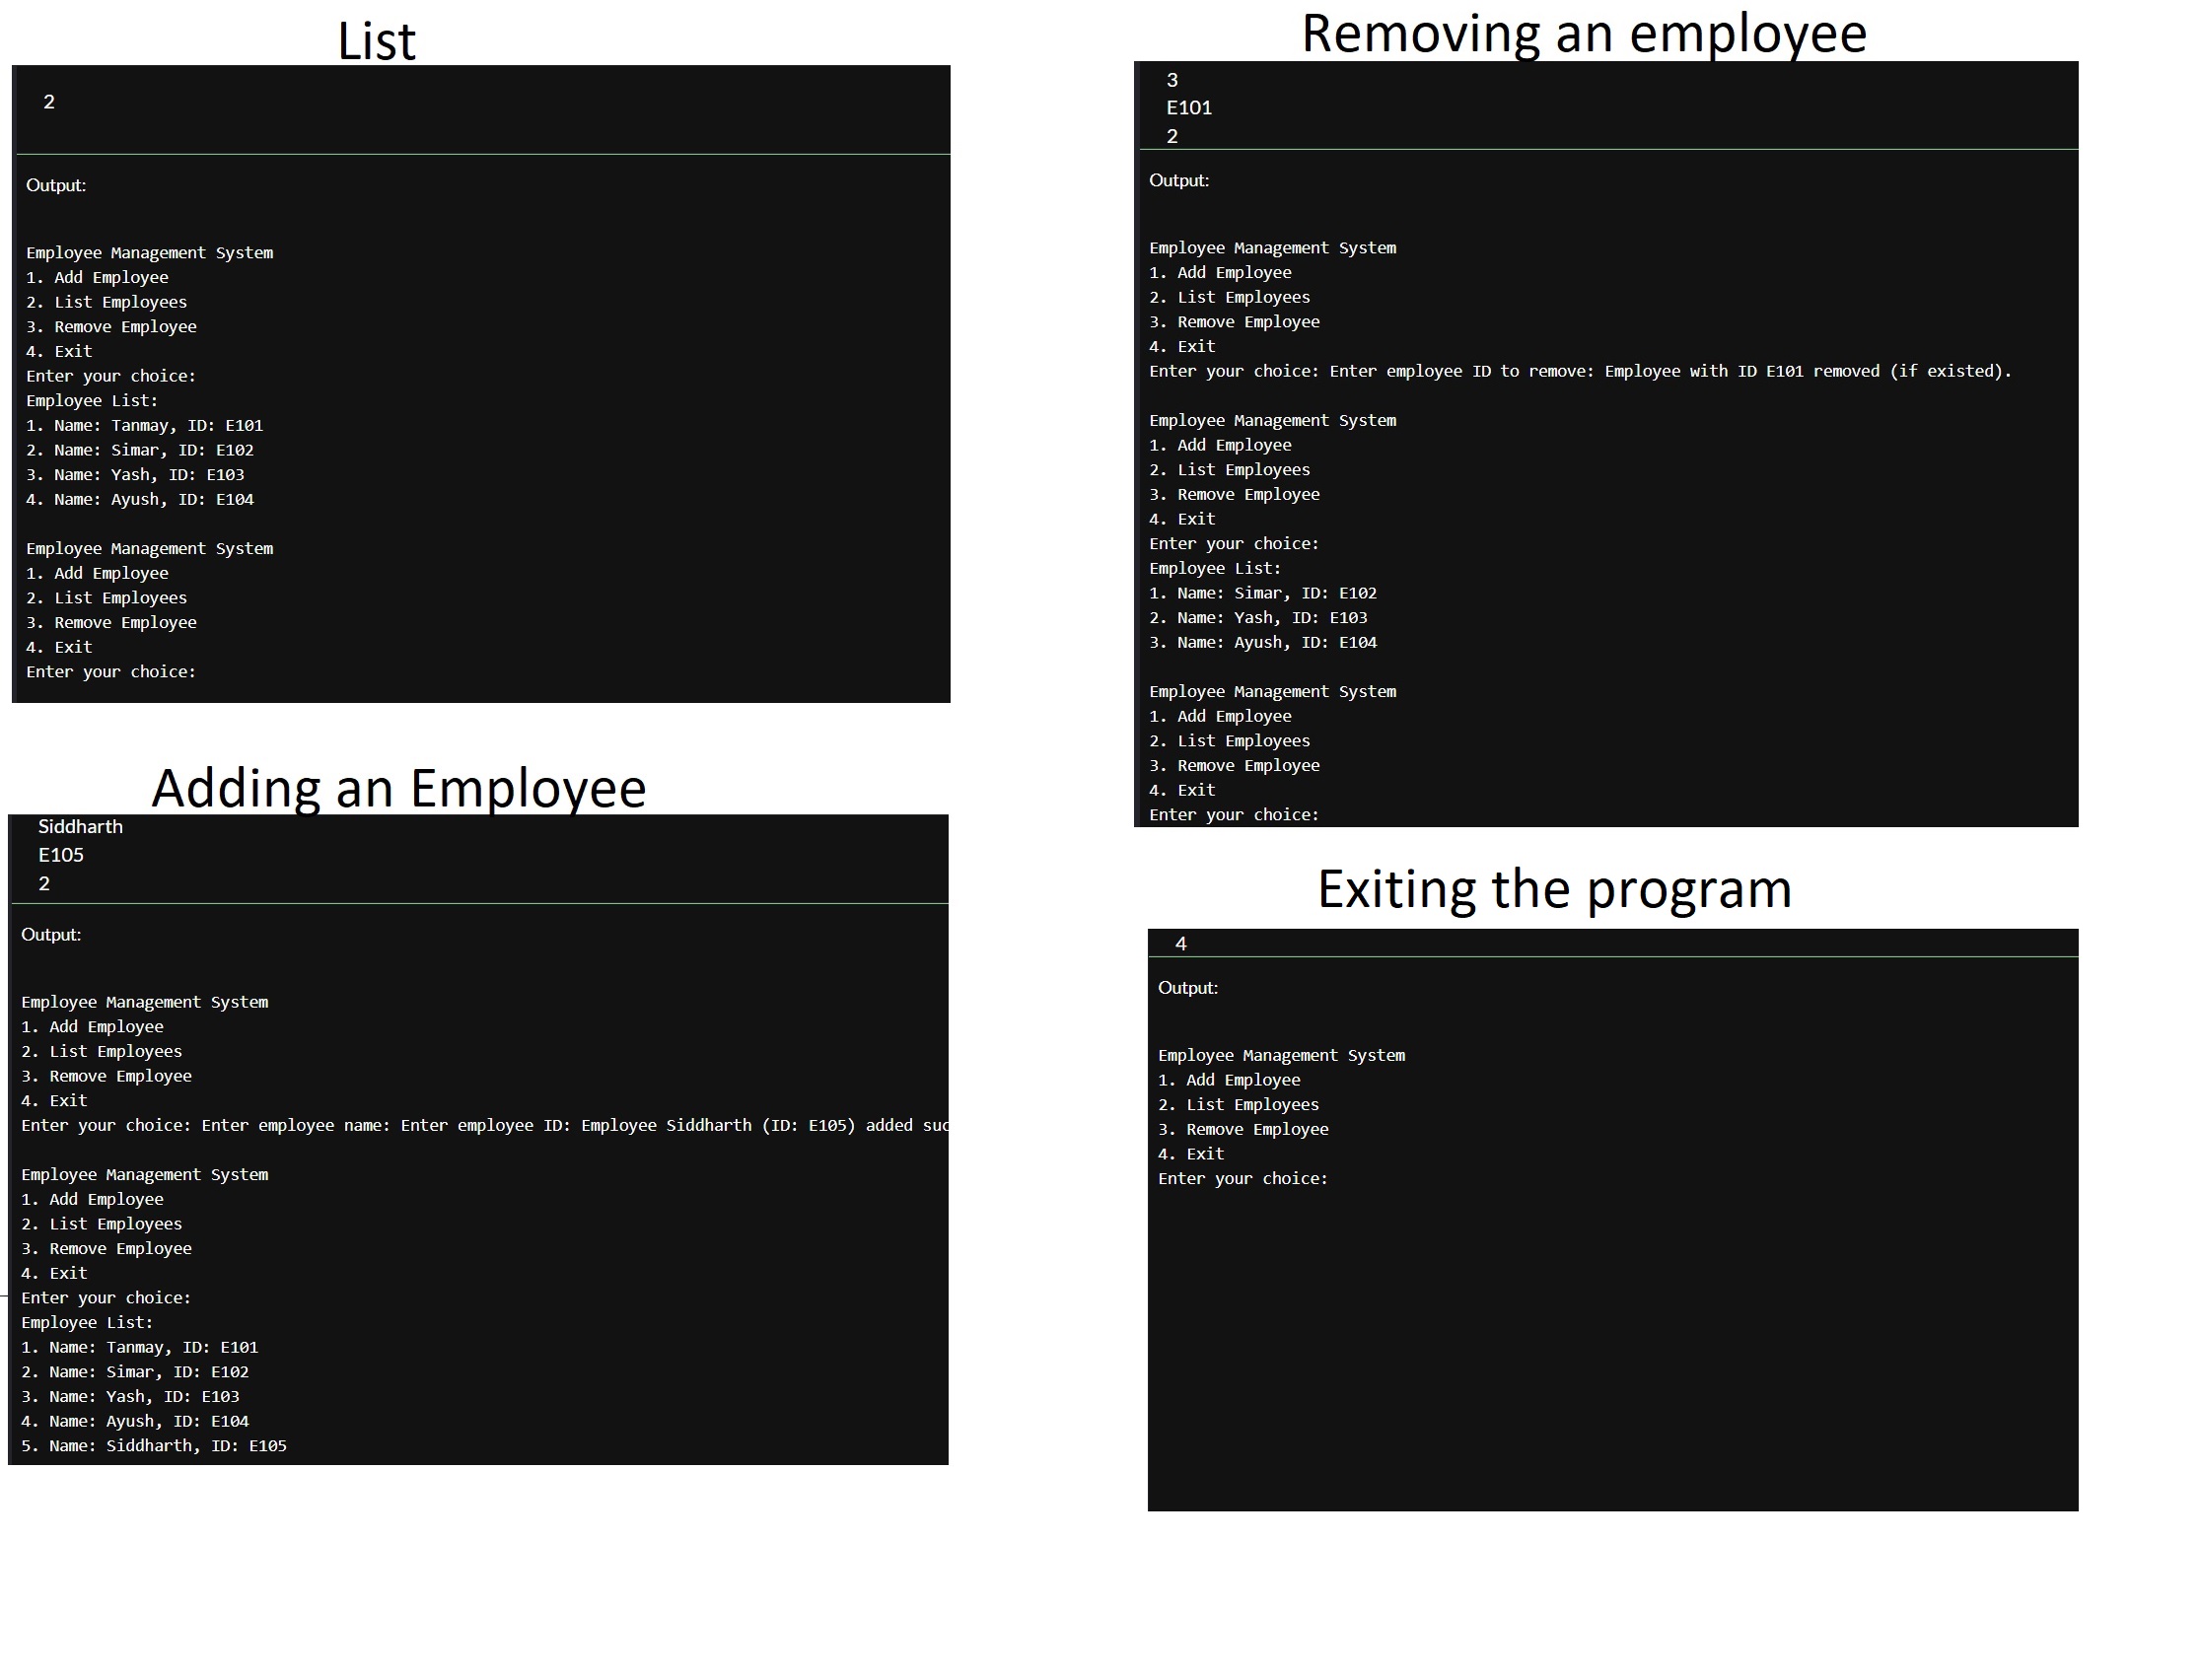 List
2
Output:
Employee Management System
1. Add Employee
2. List Employees
3. Remove Employee
4. Exit
Enter your choice:
Employee List:
1. Name: Tanmay, ID: E101
2. Name: Simar, ID: E102
3. Name: Yash, ID: E103
4. Name: Ayush, ID: E104
Employee Management System
1. Add Employee
2. List Employees
3. Remove Employee
4. Exit
Enter your choice:
Adding an Employee
Siddharth
E105
2
Output:
Employee Management System
1. Add Employee
2. List Employees
3. Remove Employee
4. Exit
Enter your choice: Enter employee name: Enter employee ID: Employee Siddharth (ID: E105) added suc
Employee Management System
1. Add Employee
2. List Employees
3. Remove Employee
4. Exit
Enter your choice:
Employee List:
1. Name: Tanmay, ID: E101
2. Name: Simar, ID: E102
3. Name: Yash, ID: E103
4. Name: Ayush, ID: E104
5. Name: Siddharth, ID: E105
Removing an employee
3
E101
2
Output:
Employee Management System
1. Add Employee
2. List Employees
3. Remove Employee
4. Exit
Enter your choice: Enter employee ID to remove: Employee with ID E101 removed (if existed).
Employee Management System
1. Add Employee
2. List Employees
3. Remove Employee
4. Exit
Enter your choice:
Employee List:
1. Name: Simar, ID: E102
2. Name: Yash, ID: E103
3. Name: Ayush, ID: E104
Employee Management System
1. Add Employee
2. List Employees
3. Remove Employee
4. Exit
Enter your choice:
Exiting the program
4
Output:
Employee Management System
1. Add Employee
2. List Employees
3. Remove Employee
4. Exit
Enter your choice: